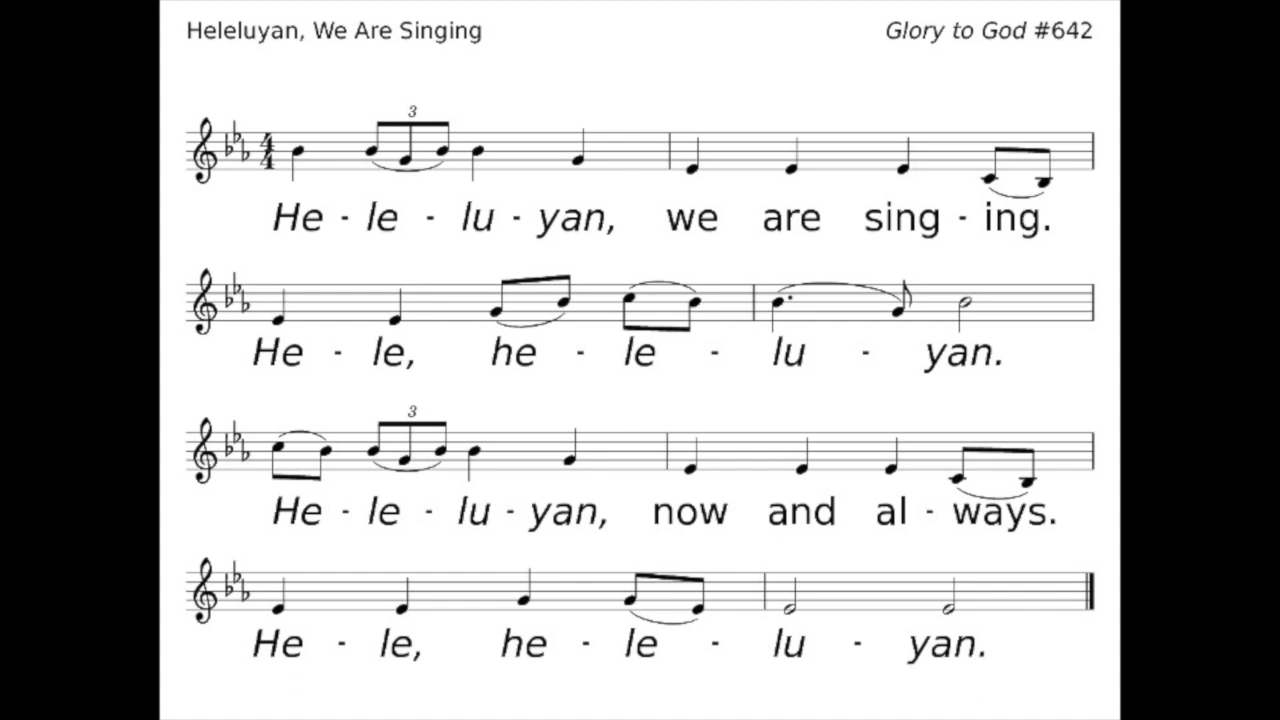 Heleluyan, We Are Singing
Glory to God #642
3
4
4
He - le - lu - yan, we are sing - ing.
He - le, he - le - lu - yan.
3
He - le - lu - yan, now and al - ways.
He - le, he - le - lu - yan.